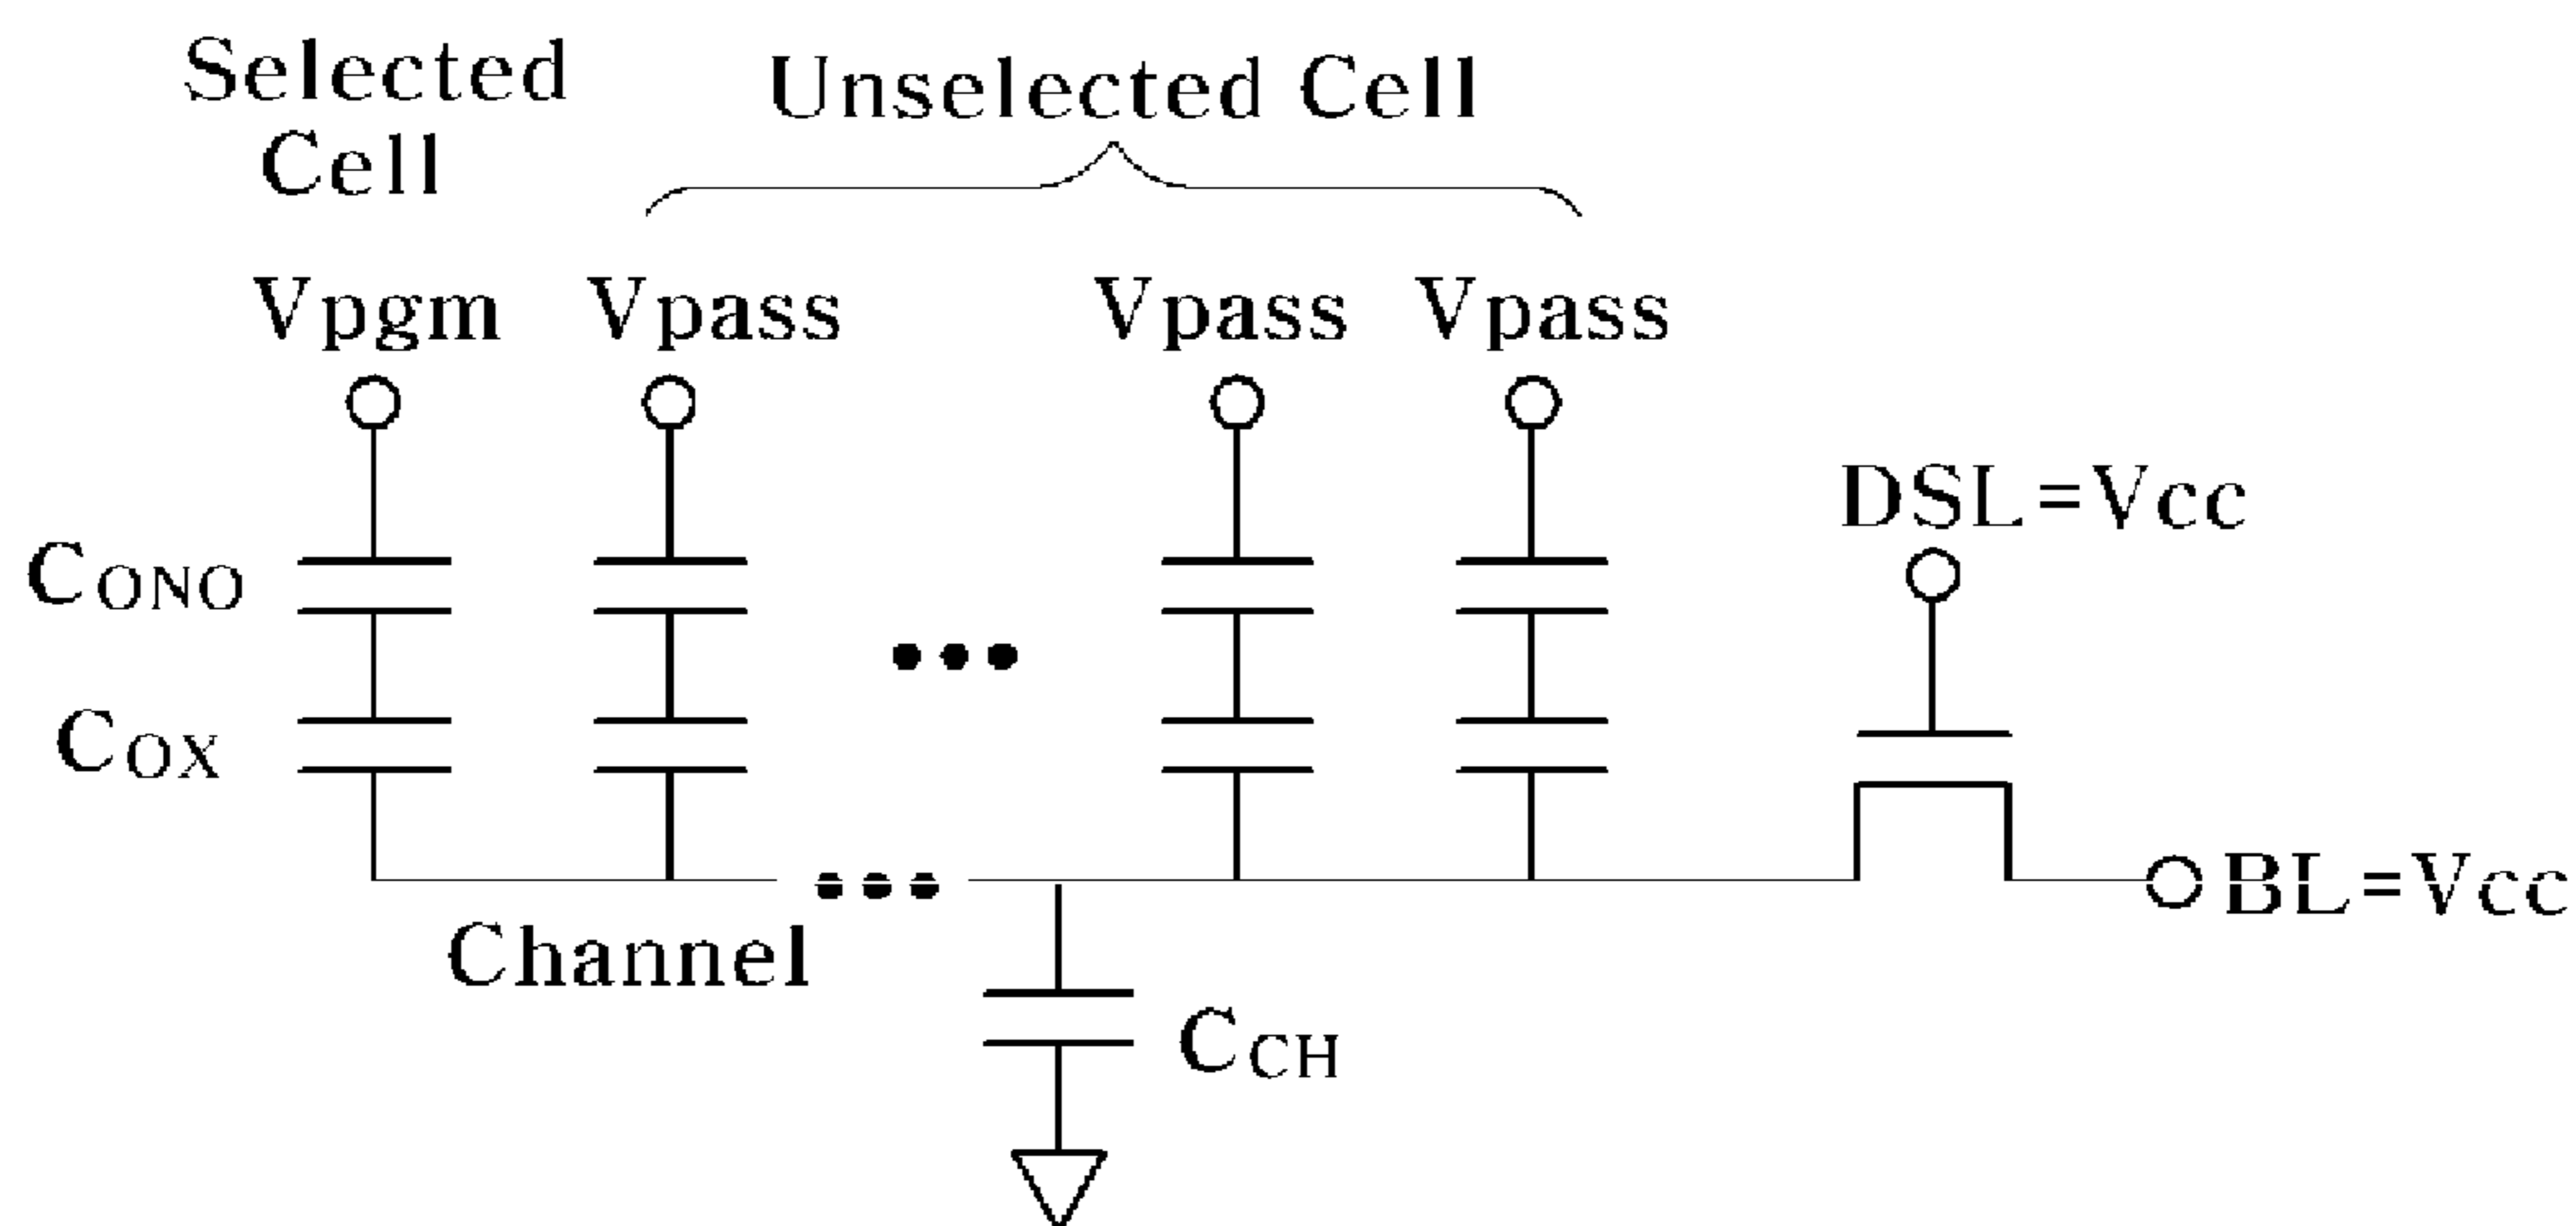 Selected
Cell
Unselected Cell
Vpgm Vpass Vpass Vpass
DSL=Vcc
CONO
COX
BL=Vcc
Channel
CCH